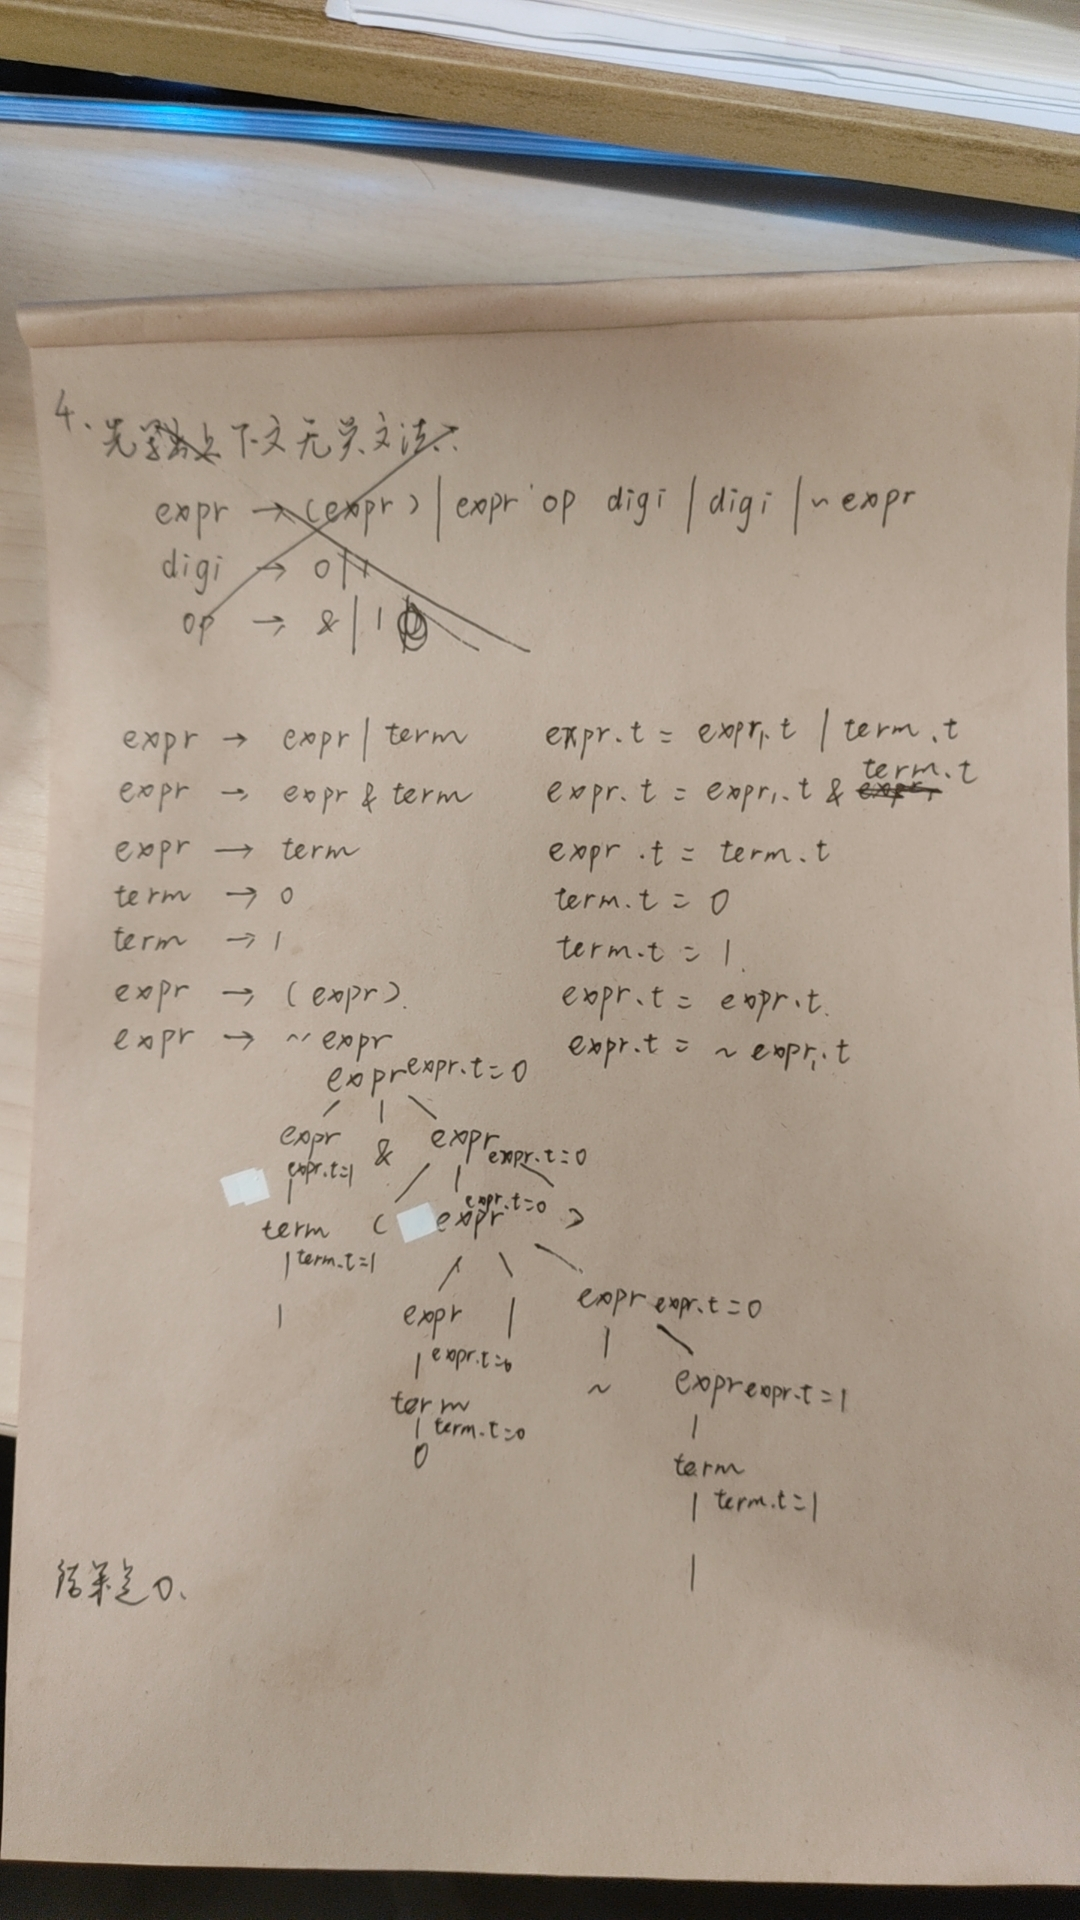 4. 先写出上下文无关文法:
expr → (expr) | expr op digi | digi | ~expr
digi → 0 | 1
op → & | |
expr → expr | term expr.t = expr₁.t | term.t
expr → expr & term expr.t = expr₁.t & term.t
expr → term expr.t = term.t
term → 0 term.t = 0
term → 1 term.t = 1.
expr → (expr). expr.t = expr.t.
expr → ~expr expr.t = ~expr₁.t
expr expr.t=0
expr & expr
expr.t=1 expr.t=0
term ( expr )
expr.t=0
term.t=1
1 expr | expr expr.t=0
expr.t=0
term ~ expr expr.t=1
term.t=0
0 term
term.t=1
1
结果是0.